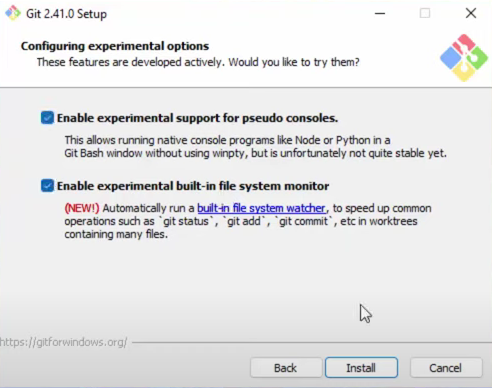 Git 2.41.0 Setup
Configuring experimental options
These features are developed actively. Would you like to try them?
Enable experimental support for pseudo consoles.
This allows running native console programs like Node or Python in a
Git Bash window without using winpty, but is unfortunately not quite stable yet.
Enable experimental built-in file system monitor
(NEW!) Automatically run a built-in file system watcher, to speed up common
operations such as `git status`, `git add`, `git commit`, etc in worktrees
containing many files.
https://gitforwindows.org/
Back Install Cancel